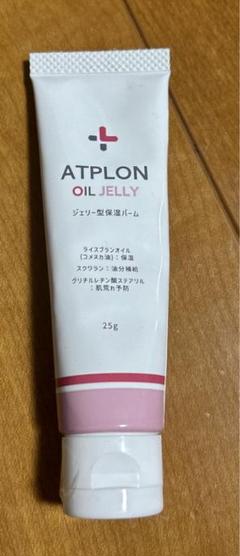 ATPLON
OIL JELLY
ジェリー型保湿バーム
ライスブランオイル
(コメヌカ油)：保湿
スクワラン：油分補給
グリチルレチン酸ステアリル
：肌荒れ予防
25g